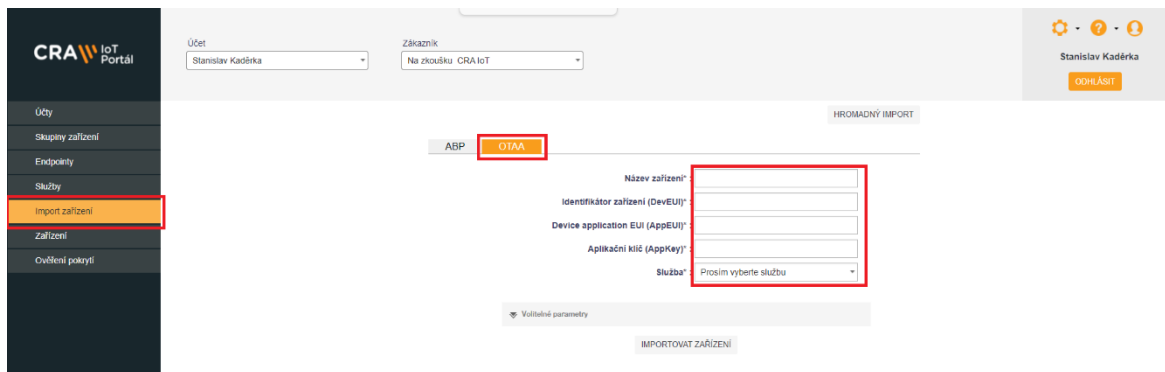 CRA IoT Portál
Účet
Stanislav Kaděrka
Zákazník
Na zkoušku CRA IoT
Stanislav Kaděrka
ODHLÁSIT
Účty
Skupiny zařízení
Endpointy
Služby
Import zařízení
Zařízení
Ověření pokrytí
HROMADNÝ IMPORT
ABP
OTAA
Název zařízení* :
Identifikátor zařízení (DevEUI)* :
Device application EUI (AppEUI)* :
Aplikační klíč (AppKey)* :
Služba* : Prosím vyberte službu
Volitelné parametry
IMPORTOVAT ZAŘÍZENÍ